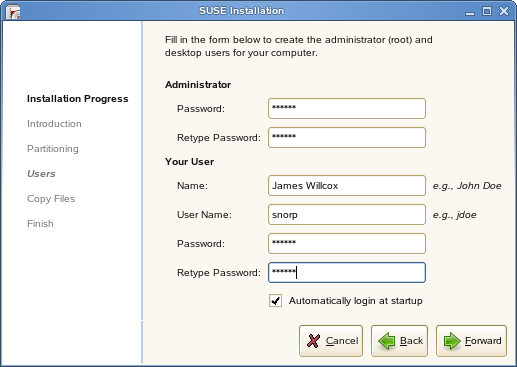 SUSE Installation
Installation Progress
Introduction
Partitioning
Users
Copy Files
Finish
Fill in the form below to create the administrator (root) and
desktop users for your computer.
Administrator
Password: ******
Retype Password: ******
Your User
Name: James Willcox e.g., John Doe
User Name: snorp e.g., jdoe
Password: ******
Retype Password: ******
Automatically login at startup
Cancel Back Forward